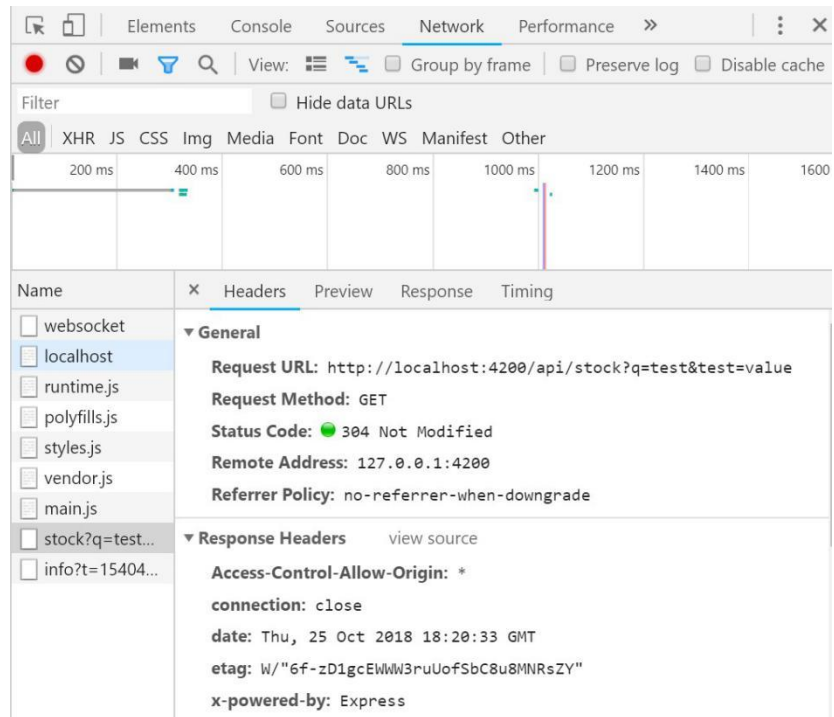 Elements Console Sources Network Performance »
View: Group by frame Preserve log Disable cache
Filter Hide data URLs
All XHR JS CSS Img Media Font Doc WS Manifest Other
200 ms 400 ms 600 ms 800 ms 1000 ms 1200 ms 1400 ms 1600
Name × Headers Preview Response Timing
websocket
localhost
runtime.js
polyfills.js
styles.js
vendor.js
main.js
stock?q=test...
info?t=15404...
General
Request URL: http://localhost:4200/api/stock?q=test&test=value
Request Method: GET
Status Code: 304 Not Modified
Remote Address: 127.0.0.1:4200
Referrer Policy: no-referrer-when-downgrade
Response Headers view source
Access-Control-Allow-Origin: *
connection: close
date: Thu, 25 Oct 2018 18:20:33 GMT
etag: W/"6f-zD1gcEWWW3ruUofSbC8u8MNRsZY"
x-powered-by: Express